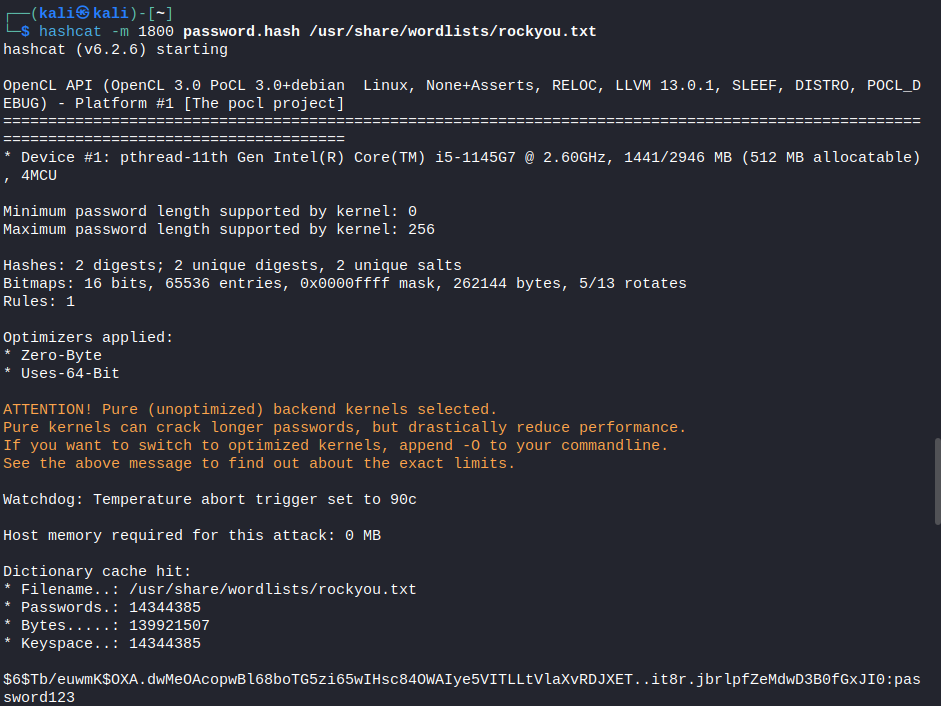 ┌──(kali㉿kali)-[~]
└─$ hashcat -m 1800 password.hash /usr/share/wordlists/rockyou.txt
hashcat (v6.2.6) starting

OpenCL API (OpenCL 3.0 PoCL 3.0+debian  Linux, None+Asserts, RELOC, LLVM 13.0.1, SLEEF, DISTRO, POCL_D
EBUG) - Platform #1 [The pocl project]
======================================================================================================
======================================
* Device #1: pthread-11th Gen Intel(R) Core(TM) i5-1145G7 @ 2.60GHz, 1441/2946 MB (512 MB allocatable)
, 4MCU

Minimum password length supported by kernel: 0
Maximum password length supported by kernel: 256

Hashes: 2 digests; 2 unique digests, 2 unique salts
Bitmaps: 16 bits, 65536 entries, 0x0000ffff mask, 262144 bytes, 5/13 rotates
Rules: 1

Optimizers applied:
* Zero-Byte
* Uses-64-Bit

ATTENTION! Pure (unoptimized) backend kernels selected.
Pure kernels can crack longer passwords, but drastically reduce performance.
If you want to switch to optimized kernels, append -O to your commandline.
See the above message to find out about the exact limits.

Watchdog: Temperature abort trigger set to 90c

Host memory required for this attack: 0 MB

Dictionary cache hit:
* Filename..: /usr/share/wordlists/rockyou.txt
* Passwords.: 14344385
* Bytes.....: 139921507
* Keyspace..: 14344385

$6$Tb/euwmK$OXA.dwMeOAcopwBl68boTG5zi65wIHsc84OWAIye5VITLLtVlaXvRDJXET..it8r.jbrlpfZeMdwD3B0fGxJI0:pas
sword123